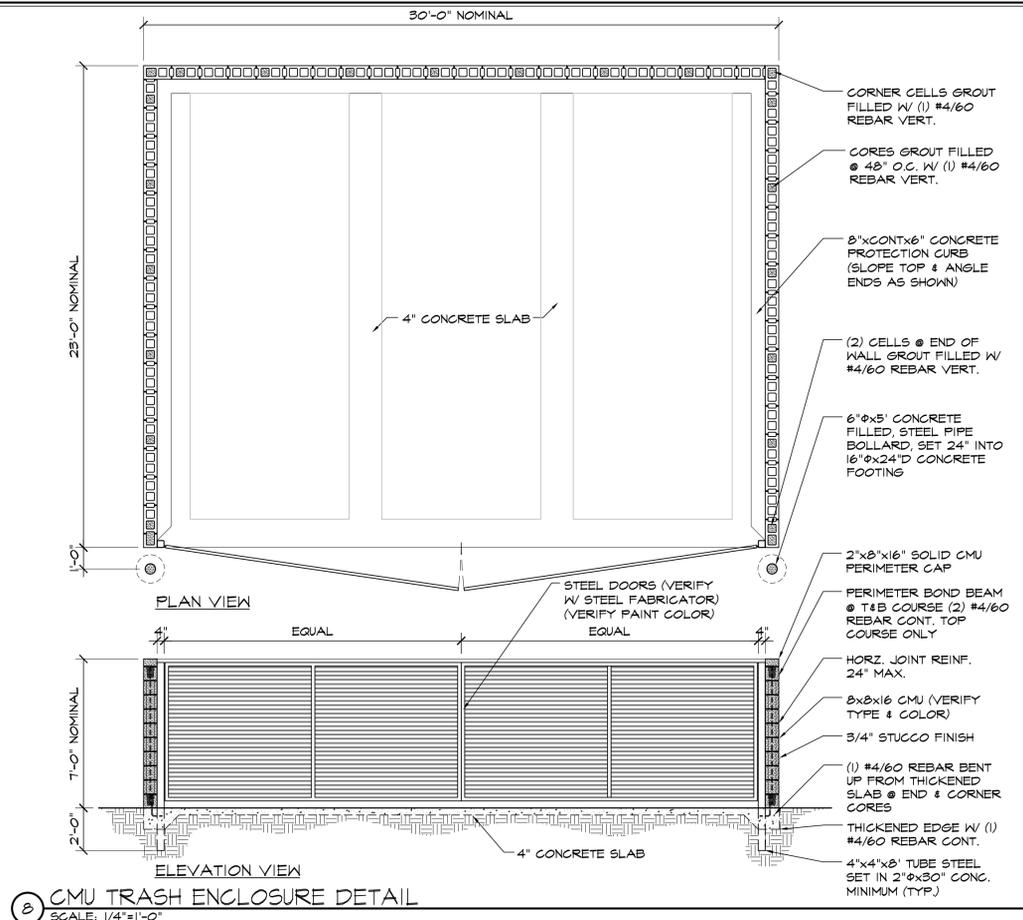 30'-0" NOMINAL
CORNER CELLS GROUT
FILLED W/ (1) #4/60
REBAR VERT.
CORES GROUT FILLED
@ 48" O.C. W/ (1) #4/60
REBAR VERT.
23'-0" NOMINAL
8"xCONTx6" CONCRETE
PROTECTION CURB
(SLOPE TOP & ANGLE
ENDS AS SHOWN)
4" CONCRETE SLAB
(2) CELLS @ END OF
WALL GROUT FILLED W/
#4/60 REBAR VERT.
6"Φx5' CONCRETE
FILLED, STEEL PIPE
BOLLARD, SET 24" INTO
16"Φx24"D CONCRETE
FOOTING
1'-0"
PLAN VIEW
STEEL DOORS (VERIFY
W/ STEEL FABRICATOR)
(VERIFY PAINT COLOR)
2"x8"x16" SOLID CMU
PERIMETER CAP
PERIMETER BOND BEAM
@ T&B COURSE (2) #4/60
REBAR CONT. TOP
COURSE ONLY
4"
EQUAL
EQUAL
4"
HORZ. JOINT REINF.
24" MAX.
8x8x16 CMU (VERIFY
TYPE & COLOR)
3/4" STUCCO FINISH
7'-0" NOMINAL
(1) #4/60 REBAR BENT
UP FROM THICKENED
SLAB @ END & CORNER
CORES
2'-0"
THICKENED EDGE W/ (1)
#4/60 REBAR CONT.
4" CONCRETE SLAB
4"x4"x8' TUBE STEEL
SET IN 2"Φx30" CONC.
MINIMUM (TYP.)
ELEVATION VIEW
8
CMU TRASH ENCLOSURE DETAIL
SCALE: 1/4"=1'-0"